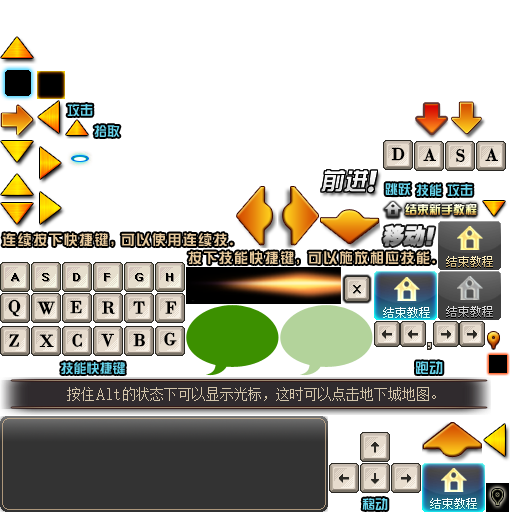 攻击
拾取
D A S A
前进!
跳跃 技能 攻击
结束新手教程
移动!
连续按下快捷键，可以使用连续技。
按下技能快捷键，可以施放相应技能。
结束教程
A S D F G H
Q W E R T F
Z X C V B G
X
结束教程
结束教程
← ← , → →
技能快捷键
跑动
按住Alt的状态下可以显示光标，这时可以点击地下城地图。
↑
← ↓ →
移动
结束教程